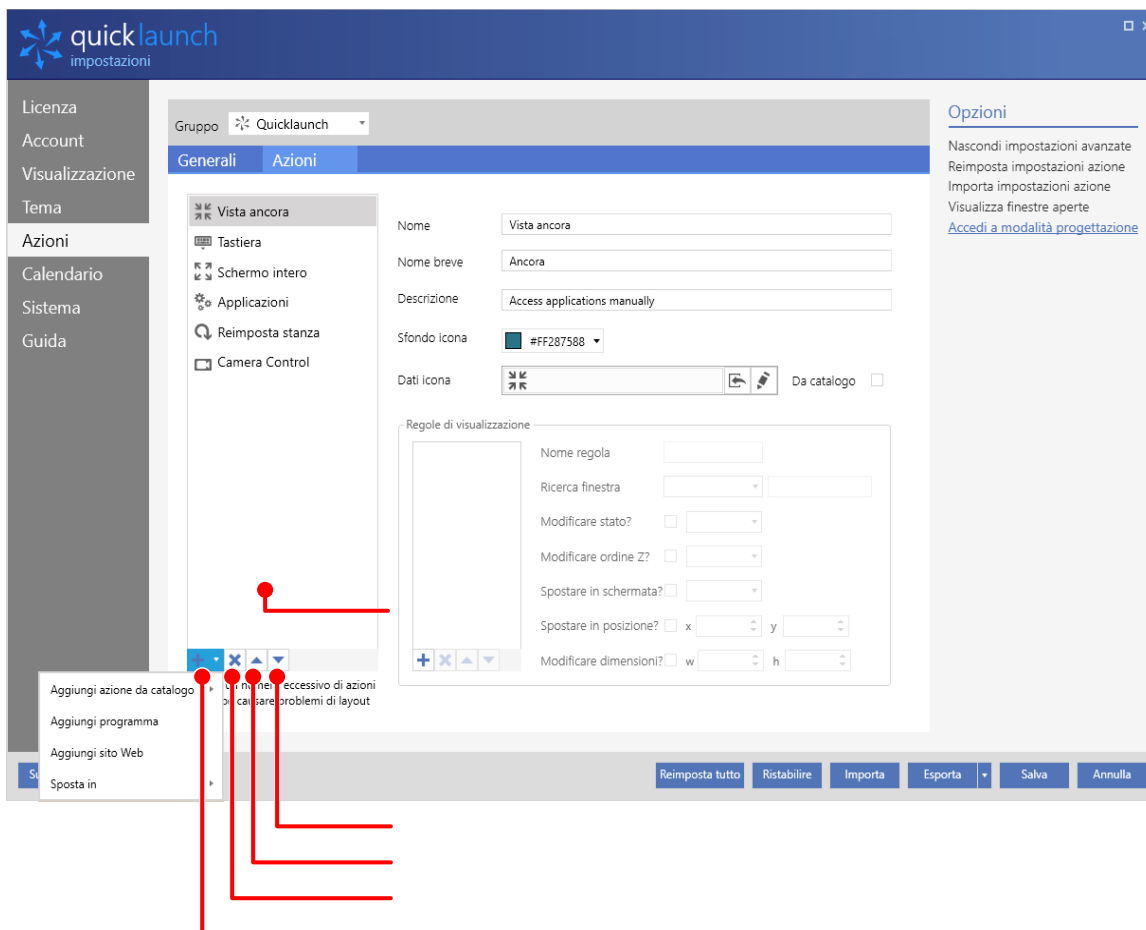 quicklaunch
impostazioni
Licenza
Account
Visualizzazione
Tema
Azioni
Calendario
Sistema
Guida
Gruppo Quicklaunch
Generali Azioni
Vista ancora
Tastiera
Schermo intero
Applicazioni
Reimposta stanza
Camera Control
Nome Vista ancora
Nome breve Ancora
Descrizione Access applications manually
Sfondo icona #FF287588
Dati icona Da catalogo
Regole di visualizzazione
Nome regola
Ricerca finestra
Modificare stato?
Modificare ordine Z?
Spostare in schermata?
Spostare in posizione? x y
Modificare dimensioni? w h
eccessivo di azioni
causare problemi di layout
Aggiungi azione da catalogo
Aggiungi programma
Aggiungi sito Web
Sposta in
Opzioni
Nascondi impostazioni avanzate
Reimposta impostazioni azione
Importa impostazioni azione
Visualizza finestre aperte
Accedi a modalità progettazione
Reimposta tutto Ristabilire Importa Esporta Salva Annulla